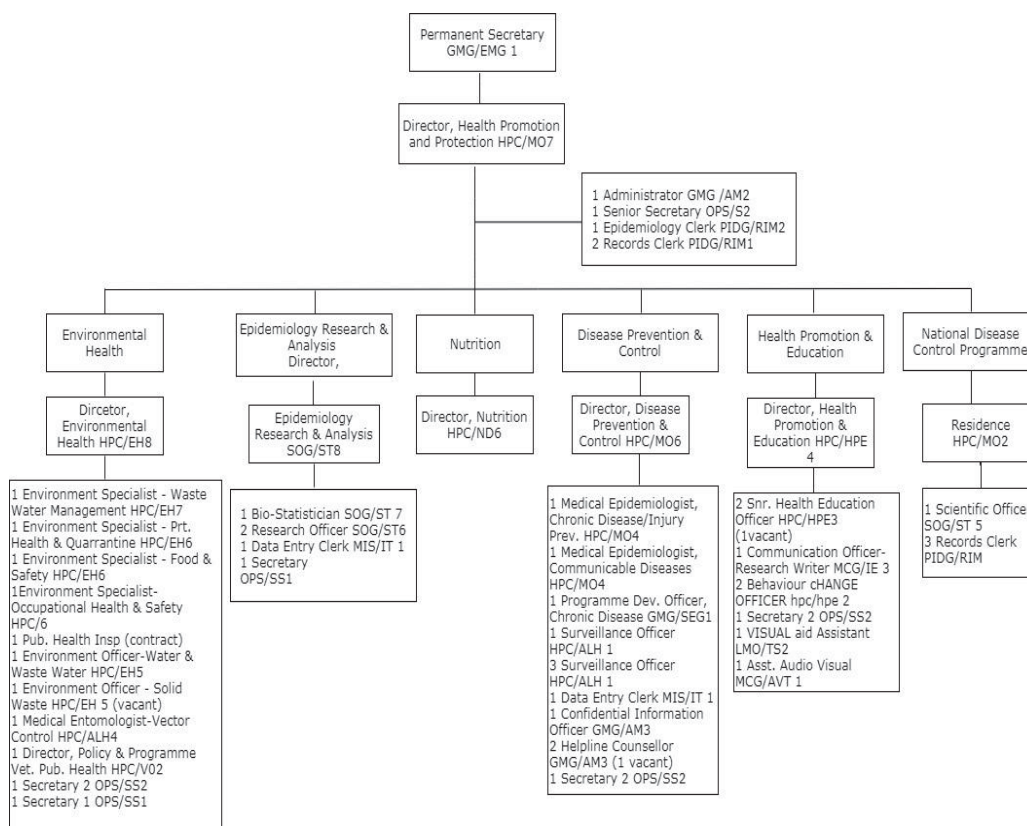 Permanent Secretary
GMG/EMG 1
Director, Health Promotion
and Protection HPC/MO7
1 Administrator GMG /AM2
1 Senior Secretary OPS/S2
1 Epidemiology Clerk PIDG/RIM2
2 Records Clerk PIDG/RIM1
Environmental
Health
Epidemiology Research &
Analysis
Director,
Nutrition
Disease Prevention &
Control
Health Promotion &
Education
National Disease
Control Programme
Dircetor,
Environmental
Health HPC/EH8
Epidemiology
Research & Analysis
SOG/ST8
Director, Nutrition
HPC/ND6
Director, Disease
Prevention &
Control HPC/MO6
Director, Health
Promotion &
Education HPC/HPE
4
Residence
HPC/MO2
1 Environment Specialist - Waste
Water Management HPC/EH7
1 Environment Specialist - Prt.
Health & Quarrantine HPC/EH6
1 Environment Specialist - Food &
Safety HPC/EH6
1Environment Specialist-
Occupational Health & Safety
HPC/6
1 Pub. Health Insp (contract)
1 Environment Officer-Water &
Waste Water HPC/EH5
1 Environment Officer - Solid
Waste HPC/EH 5 (vacant)
1 Medical Entomologist-Vector
Control HPC/ALH4
1 Director, Policy & Programme
Vet. Pub. Health HPC/V02
1 Secretary 2 OPS/SS2
1 Secretary 1 OPS/SS1
1 Bio-Statistician SOG/ST 7
2 Research Officer SOG/ST6
1 Data Entry Clerk MIS/IT 1
1 Secretary
OPS/SS1
1 Medical Epidemiologist,
Chronic Disease/Injury
Prev. HPC/MO4
1 Medical Epidemiologist,
Communicable Diseases
HPC/MO4
1 Programme Dev. Officer,
Chronic Disease GMG/SEG1
1 Surveillance Officer
HPC/ALH 1
3 Surveillance Officer
HPC/ALH 1
1 Data Entry Clerk MIS/IT 1
1 Confidential Information
Officer GMG/AM3
2 Helpline Counsellor
GMG/AM3 (1 vacant)
1 Secretary 2 OPS/SS2
2 Snr. Health Education
Officer HPC/HPE3
(1vacant)
1 Communication Officer-
Research Writer MCG/IE 3
2 Behaviour cHANGE
OFFICER hpc/hpe 2
1 Secretary 2 OPS/SS2
1 VISUAL aid Assistant
LMO/TS2
1 Asst. Audio Visual
MCG/AVT 1
1 Scientific Office
SOG/ST 5
3 Records Clerk
PIDG/RIM